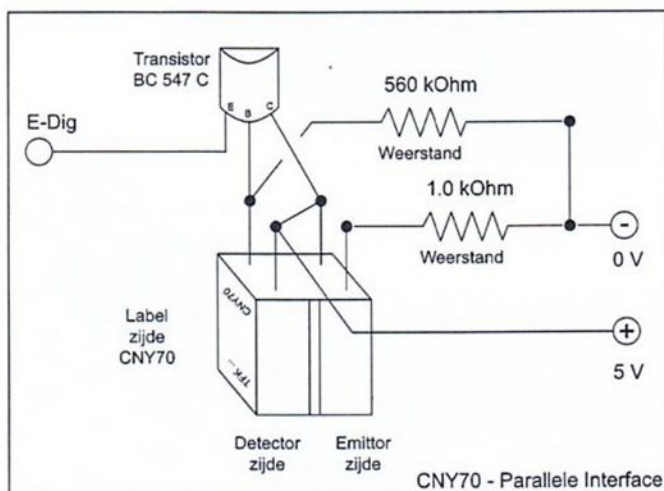 Transistor
BC 547 C
E B C
560 kOhm
E-Dig
Weerstand
1.0 kOhm
-
Weerstand
0 V
CNY70
Label
zijde
CNY70
TFK ---
+
5 V
Detector
zijde
Emittor
zijde
CNY70 - Parallele Interface